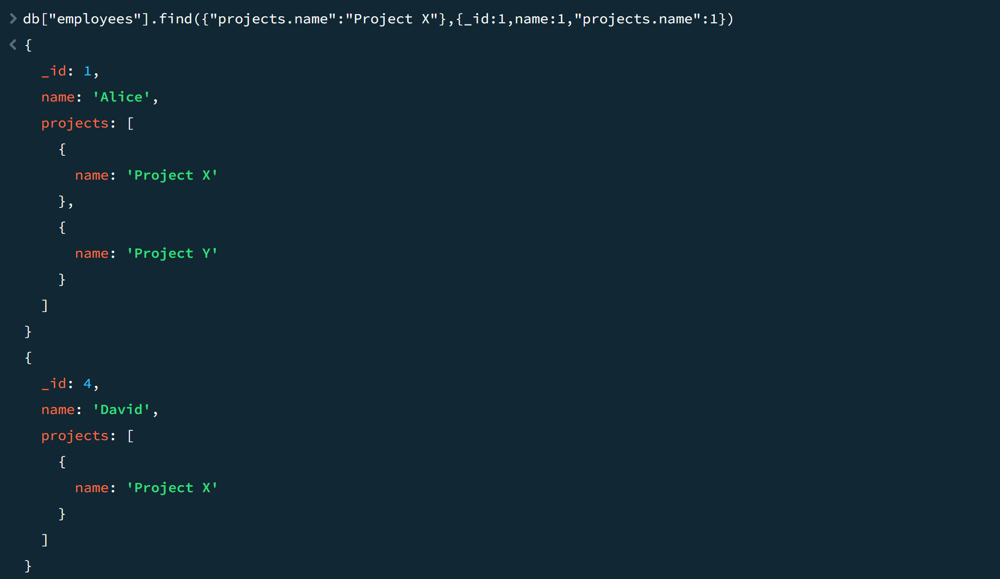 > db["employees"].find({"projects.name":"Project X"},{_id:1,name:1,"projects.name":1})
< {
_id: 1,
name: 'Alice',
projects: [
{
name: 'Project X'
},
{
name: 'Project Y'
}
]
}
{
_id: 4,
name: 'David',
projects: [
{
name: 'Project X'
}
]
}